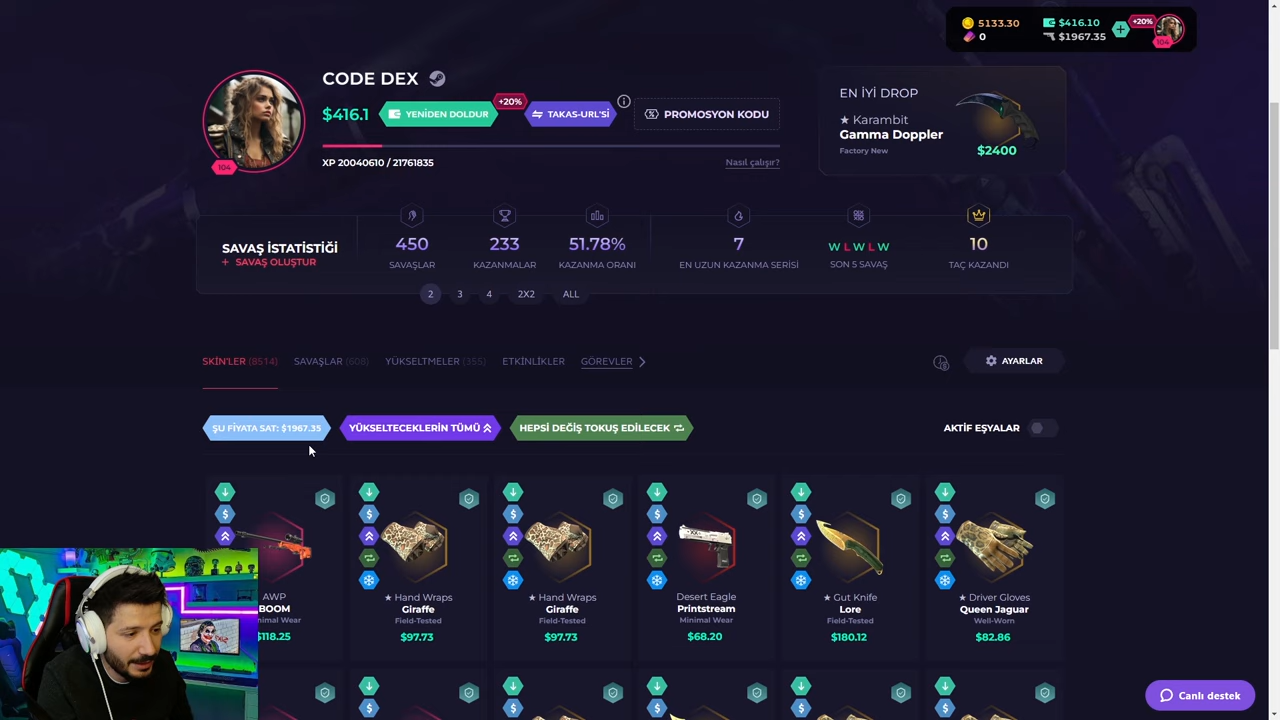 5133.30
$416.10
0
$1967.35
+20%
104
CODE DEX
$416.1
YENİDEN DOLDUR
+20%
TAKAS-URL'Sİ
PROMOSYON KODU
XP 20040610 / 21761835
Nasıl çalışır?
104
EN İYİ DROP
★ Karambit
Gamma Doppler
Factory New
$2400
SAVAŞ İSTATİSTİĞİ
+ SAVAŞ OLUŞTUR
450
SAVAŞLAR
233
KAZANMALAR
51.78%
KAZANMA ORANI
7
EN UZUN KAZANMA SERİSİ
W L W L W
SON 5 SAVAŞ
10
TAÇ KAZANDI
2 3 4 2X2 ALL
SKİN'LER (8514) SAVAŞLAR (608) YÜKSELTMELER (355) ETKİNLİKLER GÖREVLER
AYARLAR
ŞU FİYATA SAT: $1967.35 YÜKSELTECEKLERİN TÜMÜ HEPSİ DEĞİŞ TOKUŞ EDİLECEK
AKTİF EŞYALAR
AWP
BOOM
$118.25
★ Hand Wraps
Giraffe
Field-Tested
$97.73
★ Hand Wraps
Giraffe
Field-Tested
$97.73
Desert Eagle
Printstream
Minimal Wear
$68.20
★ Gut Knife
Lore
Field-Tested
$180.12
★ Driver Gloves
Queen Jaguar
Well-Worn
$82.86
Canlı destek